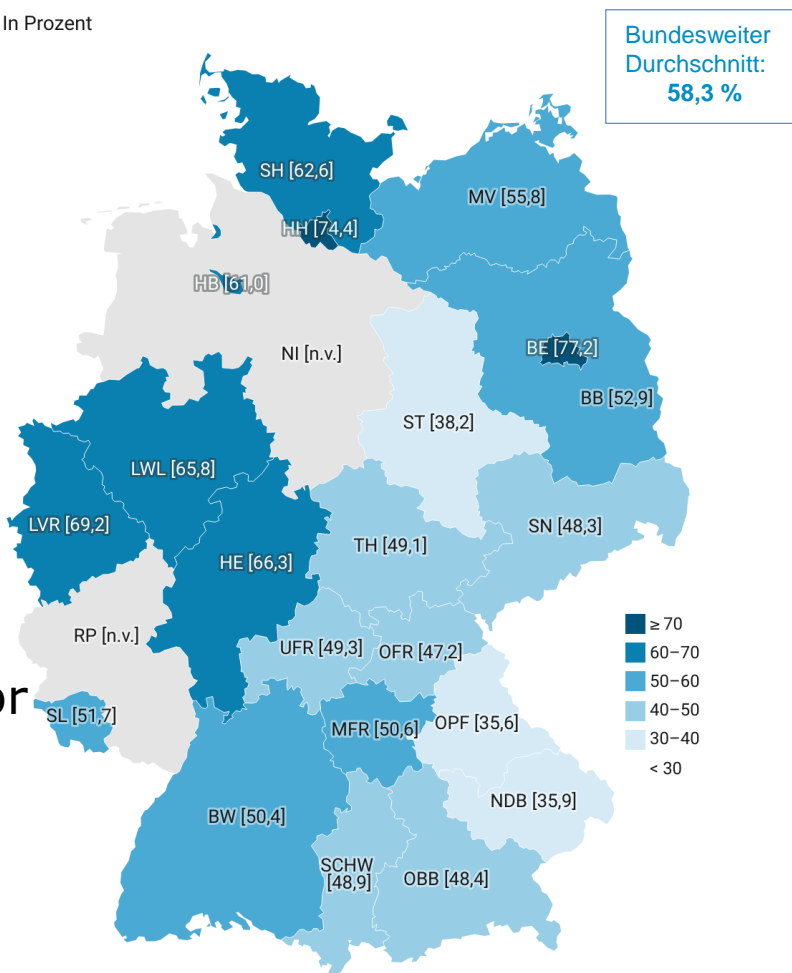 In Prozent
Bundesweiter
Durchschnitt:
58,3 %
SH [62,6]
MV [55,8]
HH [74,4]
HB [61,0]
NI [n.v.]
BE [77,2]
BB [52,9]
ST [38,2]
LWL [65,8]
LVR [69,2]
SN [48,3]
TH [49,1]
HE [66,3]
RP [n.v.]
UFR [49,3]
OFR [47,2]
or
SL [51,7]
MFR [50,6]
OPF [35,6]
NDB [35,9]
BW [50,4]
SCHW
[48,9]
OBB [48,4]
≥ 70
60–70
50–60
40–50
30–40
< 30